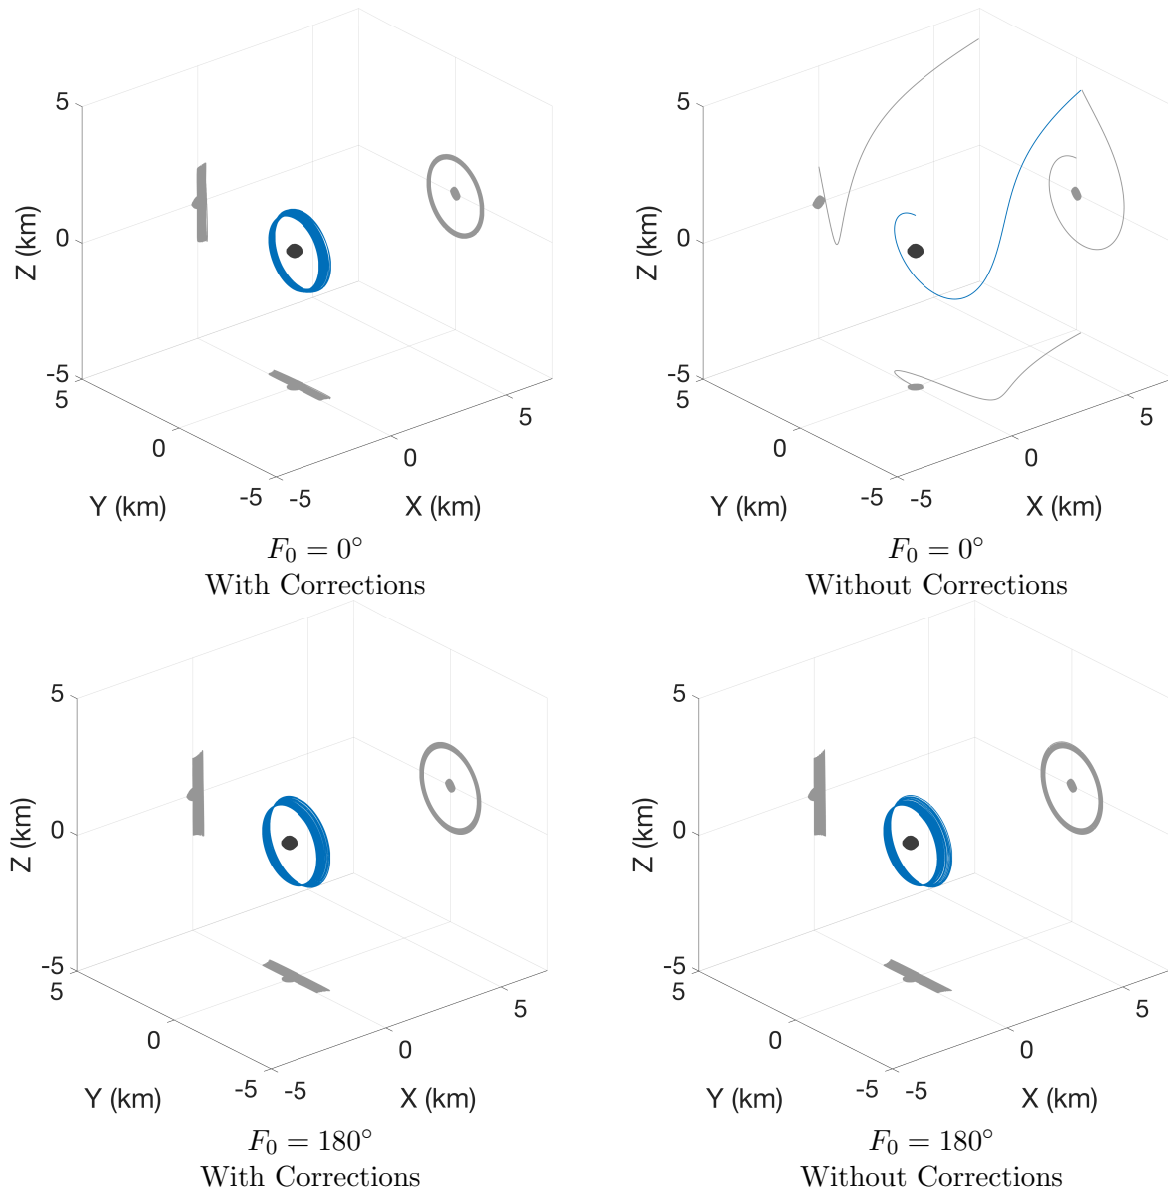 5
0
-5
Z (km)
5
0
-5
Y (km)
-5
0
5
X (km)
F₀ = 0°
With Corrections
5
0
-5
Z (km)
5
0
-5
Y (km)
-5
0
5
X (km)
F₀ = 0°
Without Corrections
5
0
-5
Z (km)
5
0
-5
Y (km)
-5
0
5
X (km)
F₀ = 180°
With Corrections
5
0
-5
Z (km)
5
0
-5
Y (km)
-5
0
5
X (km)
F₀ = 180°
Without Corrections